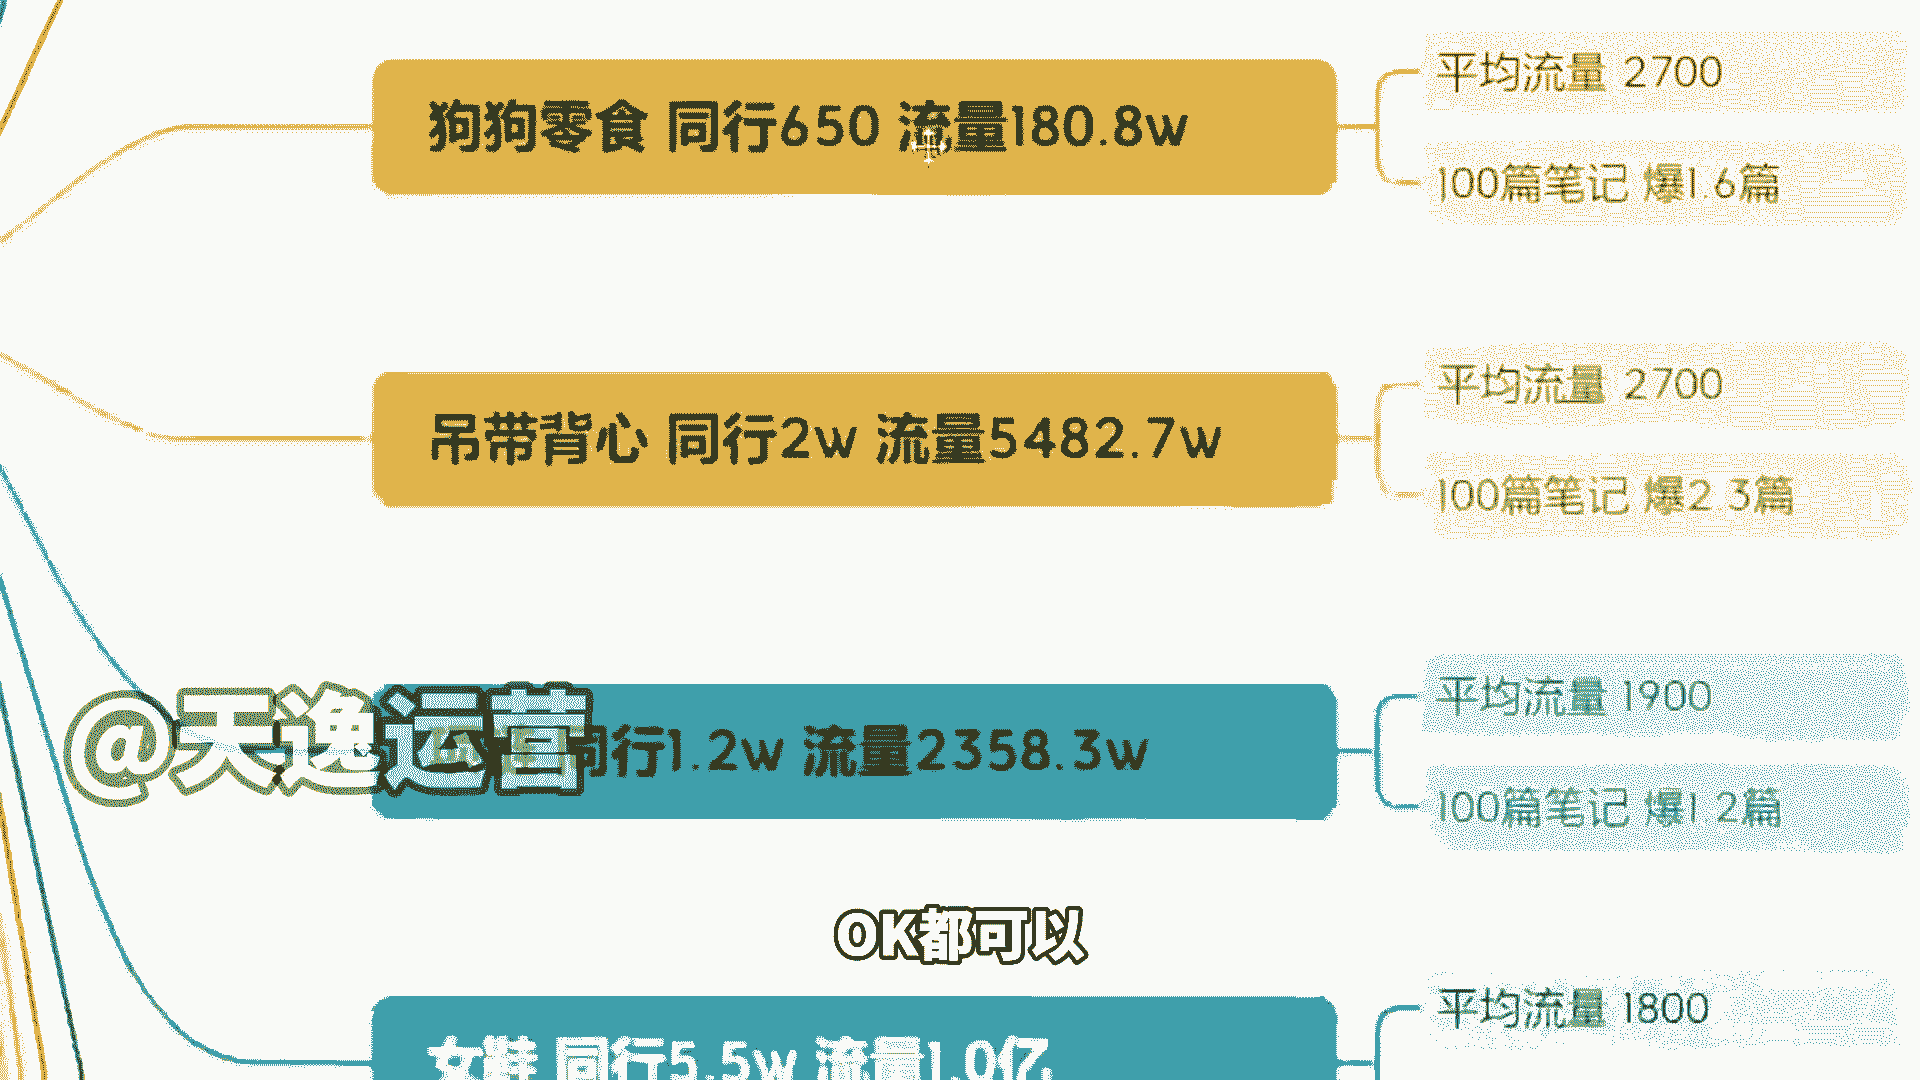 狗狗零食 同行650 流量180.8w
平均流量 2700
100篇笔记 爆1.6篇
吊带背心 同行2w 流量5482.7w
平均流量 2700
100篇笔记 爆2.3篇
@天逸运营
同行1.2w 流量2358.3w
平均流量 1900
100篇笔记 爆1.2篇
OK都可以
女鞋 同行5.5w 流量1.0亿
平均流量 1800